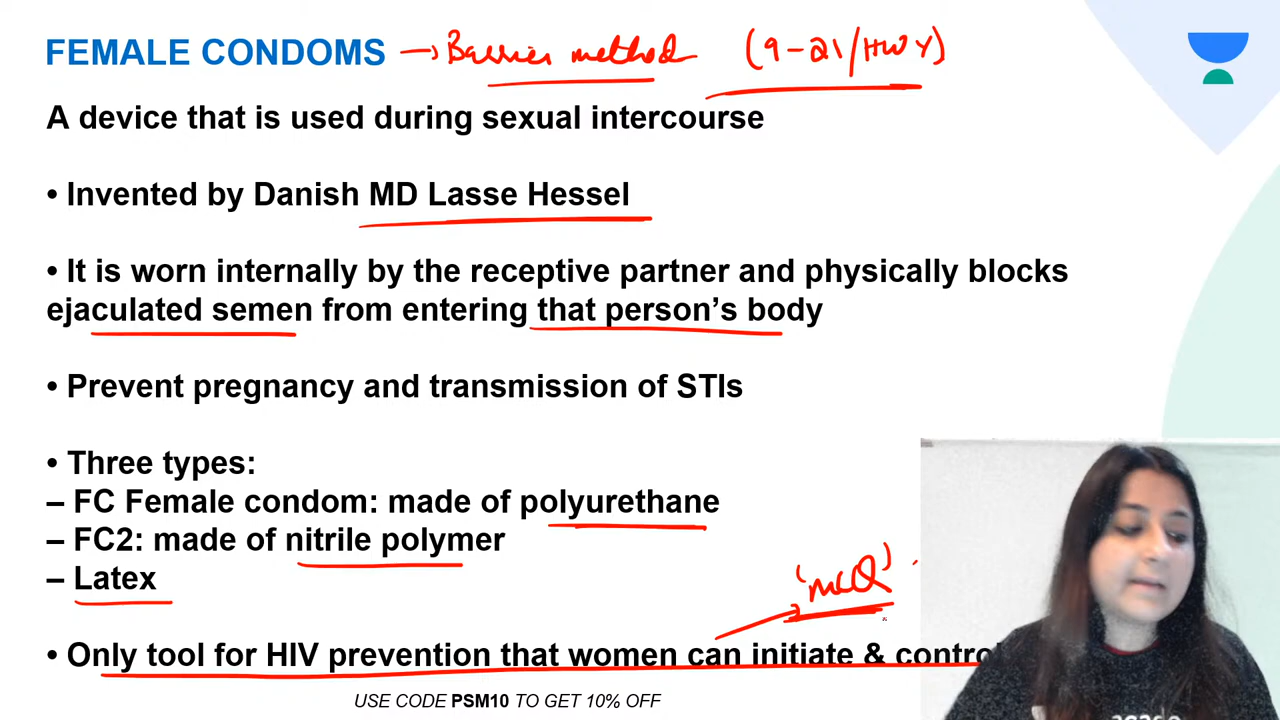 FEMALE CONDOMS → Barrier method (9-21/HWY)
A device that is used during sexual intercourse
• Invented by Danish MD Lasse Hessel
• It is worn internally by the receptive partner and physically blocks
ejaculated semen from entering that person's body
• Prevent pregnancy and transmission of STIs
• Three types:
– FC Female condom: made of polyurethane
– FC2: made of nitrile polymer
– Latex
'MCQ'
• Only tool for HIV prevention that women can initiate & control
USE CODE PSM10 TO GET 10% OFF